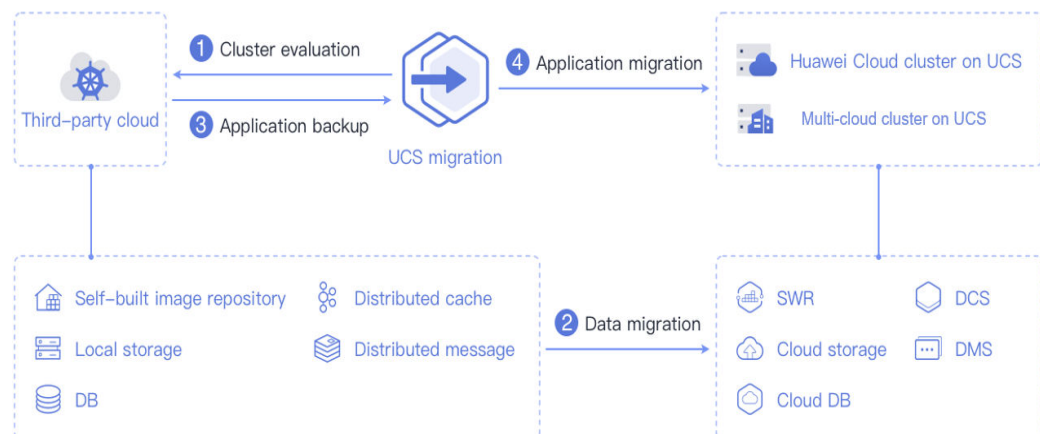 1 Cluster evaluation
4 Application migration
Huawei Cloud cluster on UCS
Third-party cloud
3 Application backup
Multi-cloud cluster on UCS
UCS migration
Self-built image repository
Distributed cache
Local storage
Distributed message
DB
2 Data migration
SWR
DCS
Cloud storage
DMS
Cloud DB